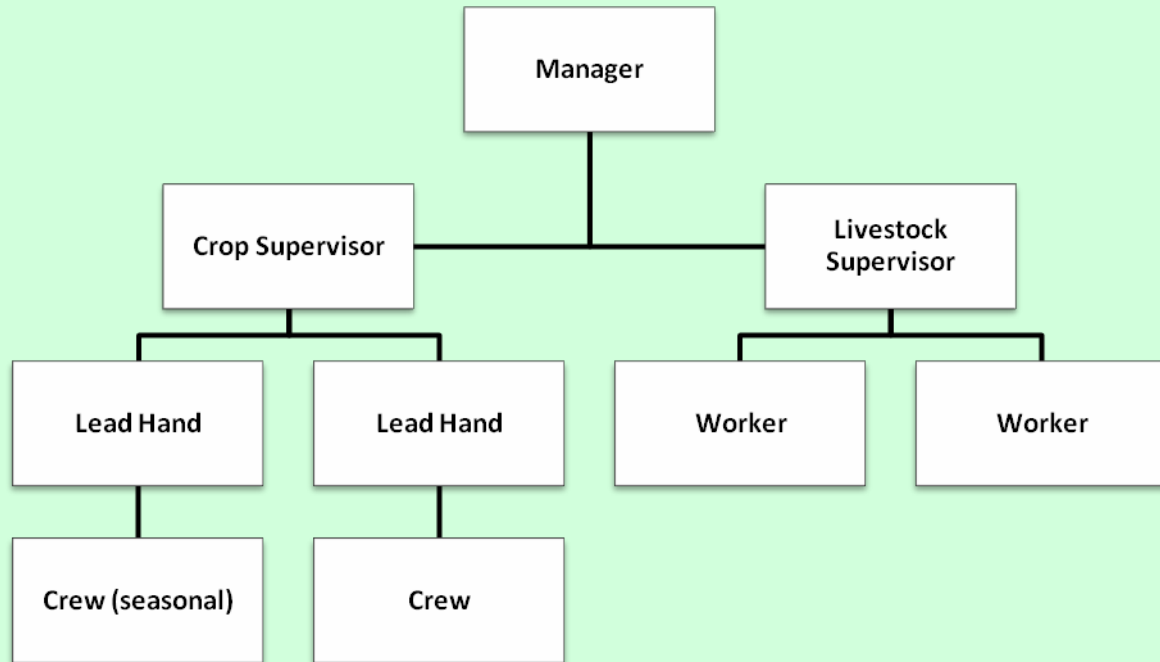 Manager
Crop Supervisor
Livestock
Supervisor
Lead Hand
Lead Hand
Worker
Worker
Crew (seasonal)
Crew